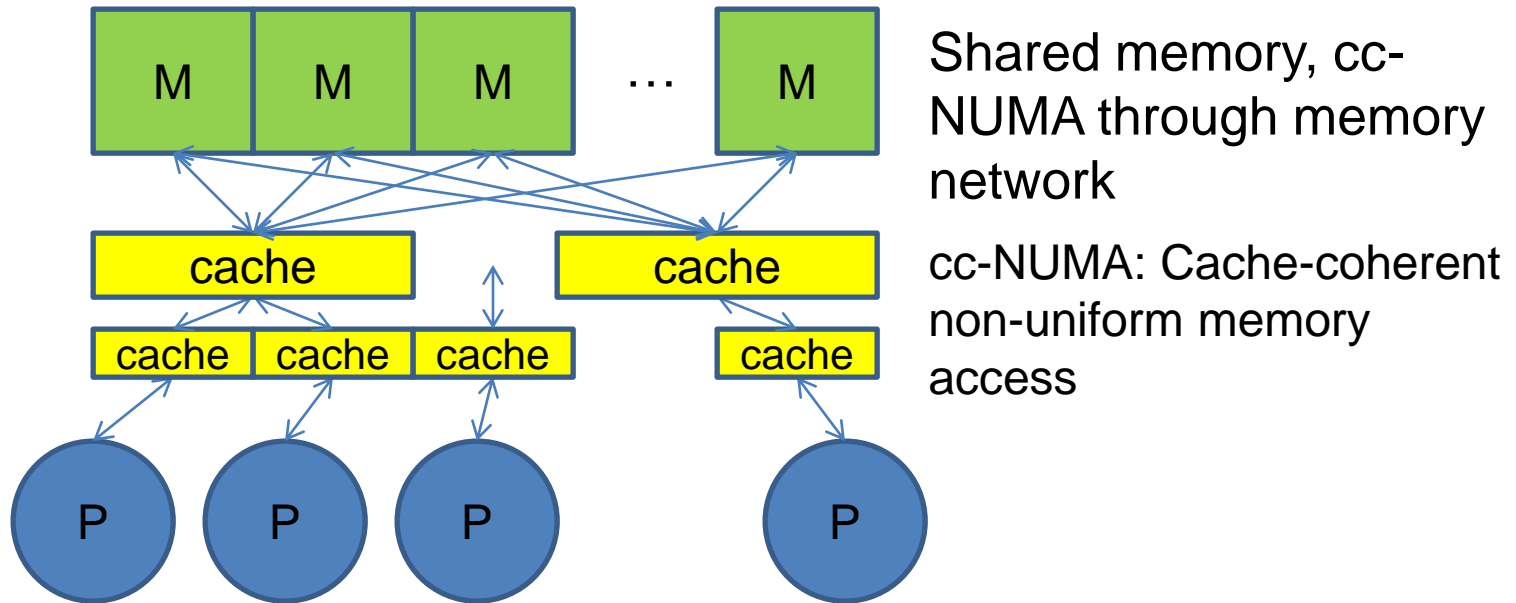 M M M … M
Shared memory, cc-
NUMA through memory
network
cache cache
cc-NUMA: Cache-coherent
non-uniform memory
access
cache cache cache cache
P P P P